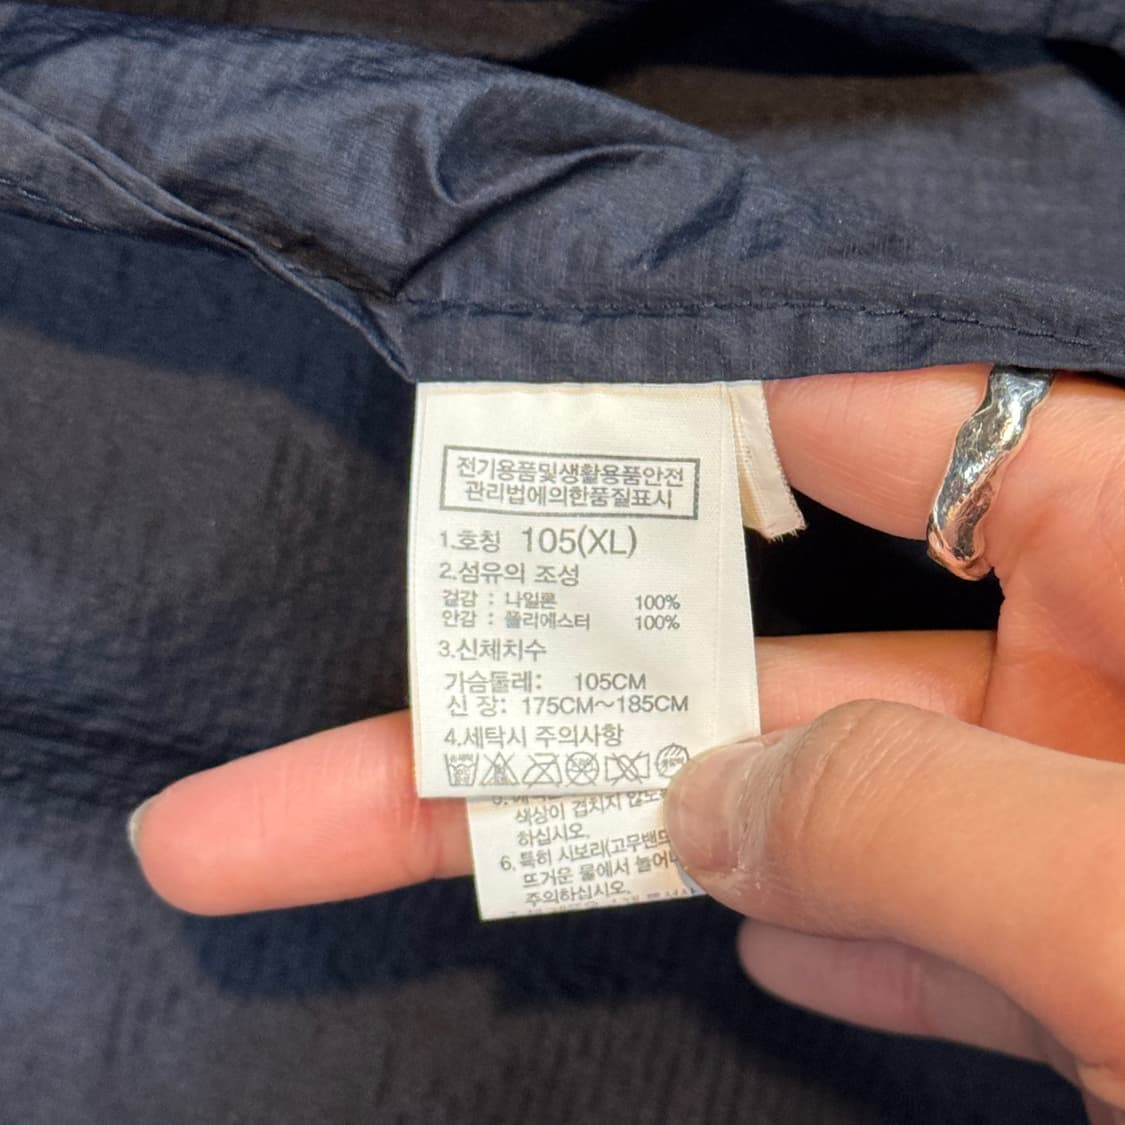 전기용품및생활용품안전
관리법에의한품질표시
1.호칭 105(XL)
2.섬유의 조성
겉감 : 나일론 100%
안감 : 폴리에스터 100%
3.신체치수
가슴둘레: 105CM
신 장: 175CM~185CM
4.세탁시 주의사항
색상이 겹치지
하십시오.
6. 특히 시보리(고무밴드
뜨거운 물에서
주의하십시오.